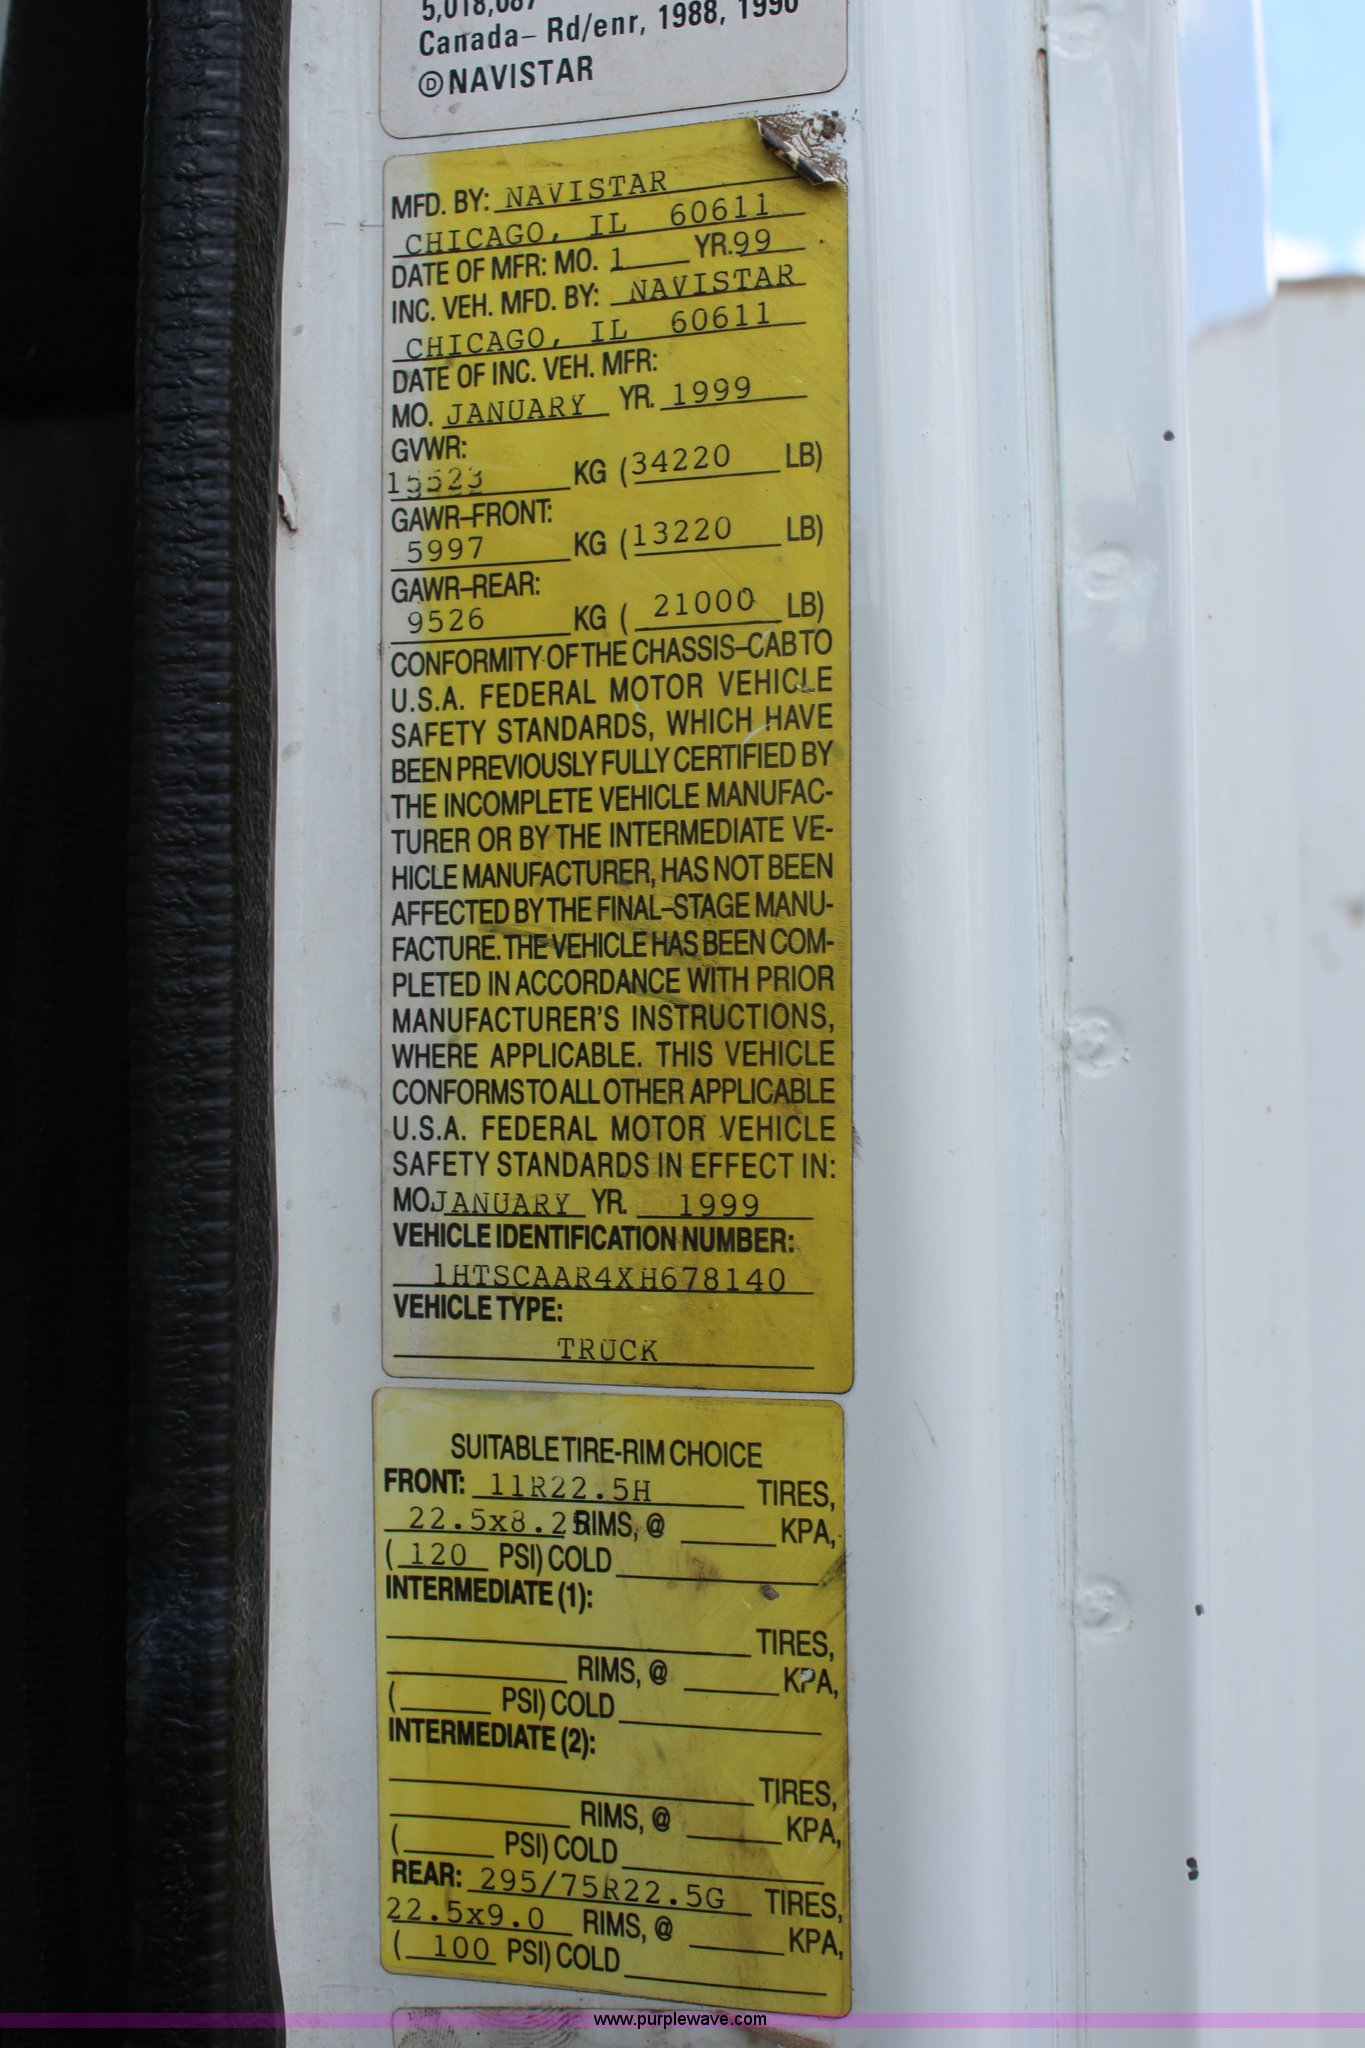 5,018,087
Canada– Rd/enr, 1988, 1990
ⒹNAVISTAR
MFD. BY: NAVISTAR
CHICAGO, IL 60611
DATE OF MFR: MO. 1 YR.99
INC. VEH. MFD. BY: NAVISTAR
CHICAGO, IL 60611
DATE OF INC. VEH. MFR:
MO. JANUARY YR. 1999
GVWR:
15523 KG (34220 LB)
GAWR–FRONT:
5997 KG (13220 LB)
GAWR–REAR:
9526 KG ( 21000 LB)
CONFORMITY OF THE CHASSIS–CAB TO
U.S.A. FEDERAL MOTOR VEHICLE
SAFETY STANDARDS, WHICH HAVE
BEEN PREVIOUSLY FULLY CERTIFIED BY
THE INCOMPLETE VEHICLE MANUFAC-
TURER OR BY THE INTERMEDIATE VE-
HICLE MANUFACTURER, HAS NOT BEEN
AFFECTED BY THE FINAL–STAGE MANU-
FACTURE. THE VEHICLE HAS BEEN COM-
PLETED IN ACCORDANCE WITH PRIOR
MANUFACTURER'S INSTRUCTIONS,
WHERE APPLICABLE. THIS VEHICLE
CONFORMS TO ALL OTHER APPLICABLE
U.S.A. FEDERAL MOTOR VEHICLE
SAFETY STANDARDS IN EFFECT IN:
MO. JANUARY YR. 1999
VEHICLE IDENTIFICATION NUMBER:
1HTSCAAR4XH678140
VEHICLE TYPE:
TRUCK
SUITABLE TIRE-RIM CHOICE
FRONT: 11R22.5H TIRES,
22.5x8.25 RIMS, @ KPA,
( 120 PSI) COLD
INTERMEDIATE (1):
TIRES,
RIMS, @ KPA,
( PSI) COLD
INTERMEDIATE (2):
TIRES,
RIMS, @ KPA,
( PSI) COLD
REAR: 295/75R22.5G TIRES,
22.5x9.0 RIMS, @ KPA,
( 100 PSI) COLD
www.purplewave.com